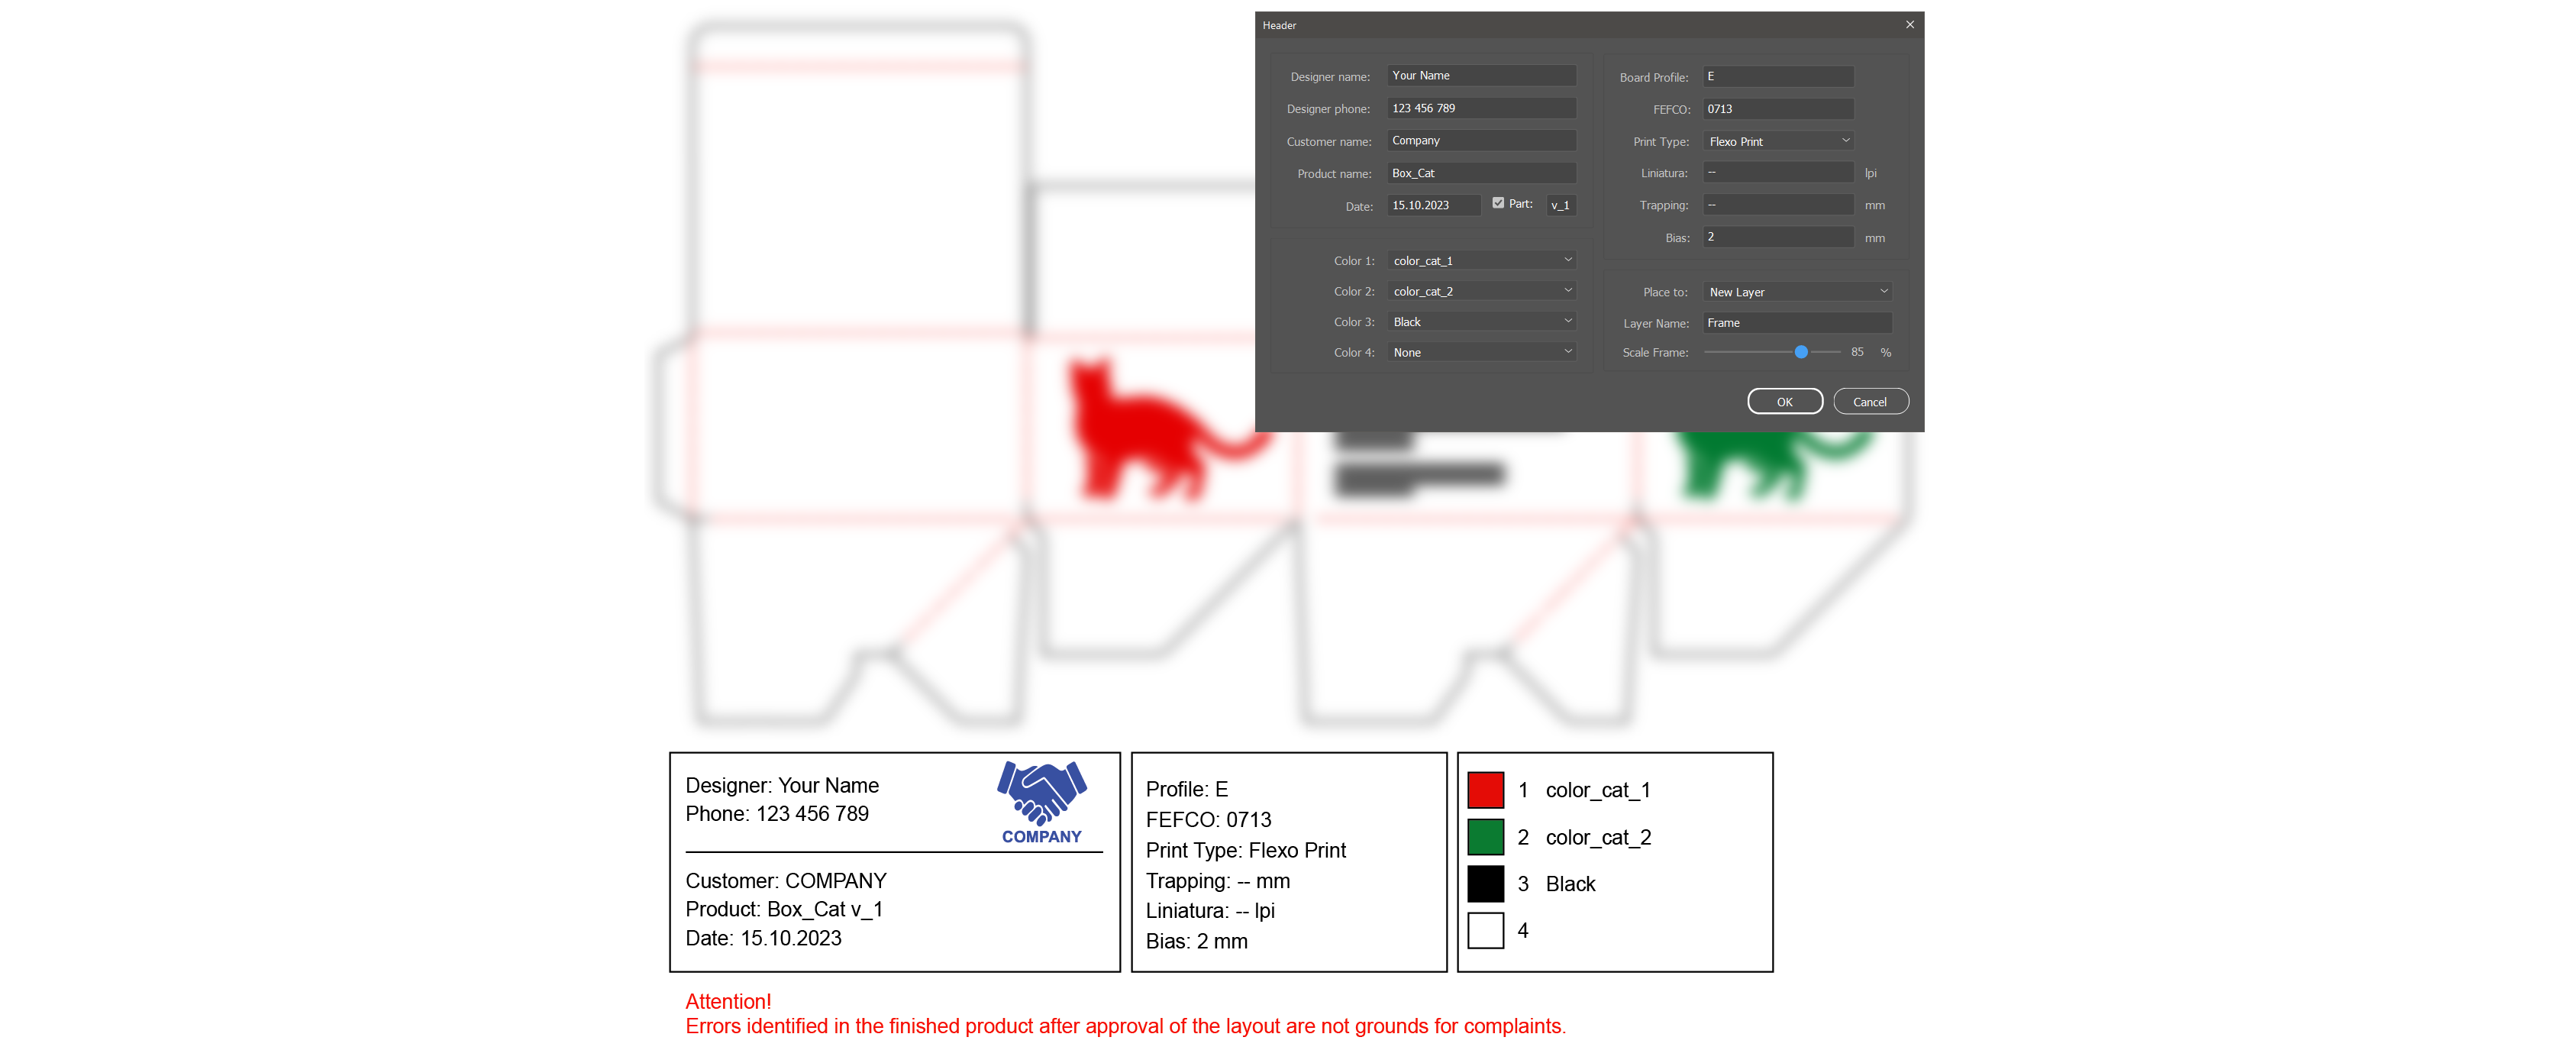 Header
Designer name: Your Name
Designer phone: 123 456 789
Customer name: Company
Product name: Box_Cat
Date: 15.10.2023 Part: v_1
Color 1: color_cat_1
Color 2: color_cat_2
Color 3: Black
Color 4: None
Board Profile: E
FEFCO: 0713
Print Type: Flexo Print
Liniatura: -- lpi
Trapping: -- mm
Bias: 2 mm
Place to: New Layer
Layer Name: Frame
Scale Frame: 85 %
OK Cancel
Designer: Your Name
Phone: 123 456 789
COMPANY
Customer: COMPANY
Product: Box_Cat v_1
Date: 15.10.2023
Profile: E
FEFCO: 0713
Print Type: Flexo Print
Trapping: -- mm
Liniatura: -- lpi
Bias: 2 mm
1 color_cat_1
2 color_cat_2
3 Black
4
Attention!
Errors identified in the finished product after approval of the layout are not grounds for complaints.